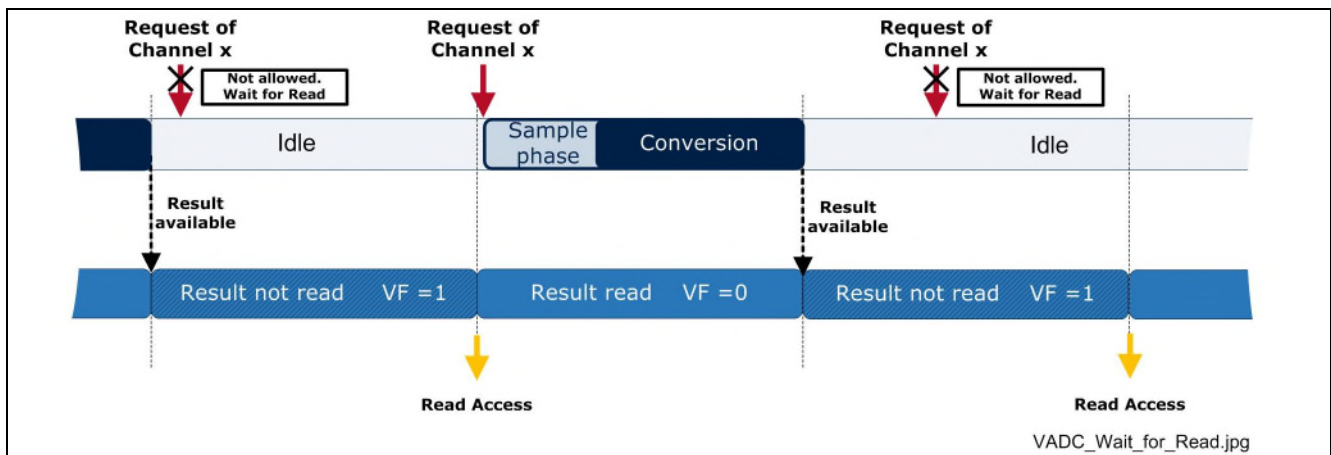 Request of
Channel x
Not allowed.
Wait for Read
Request of
Channel x
Request of
Channel x
Not allowed.
Wait for Read
Idle
Sample
phase
Conversion
Idle
Result
available
Result
available
Result not read VF =1
Result read VF =0
Result not read VF =1
Read Access
Read Access
VADC_Wait_for_Read.jpg